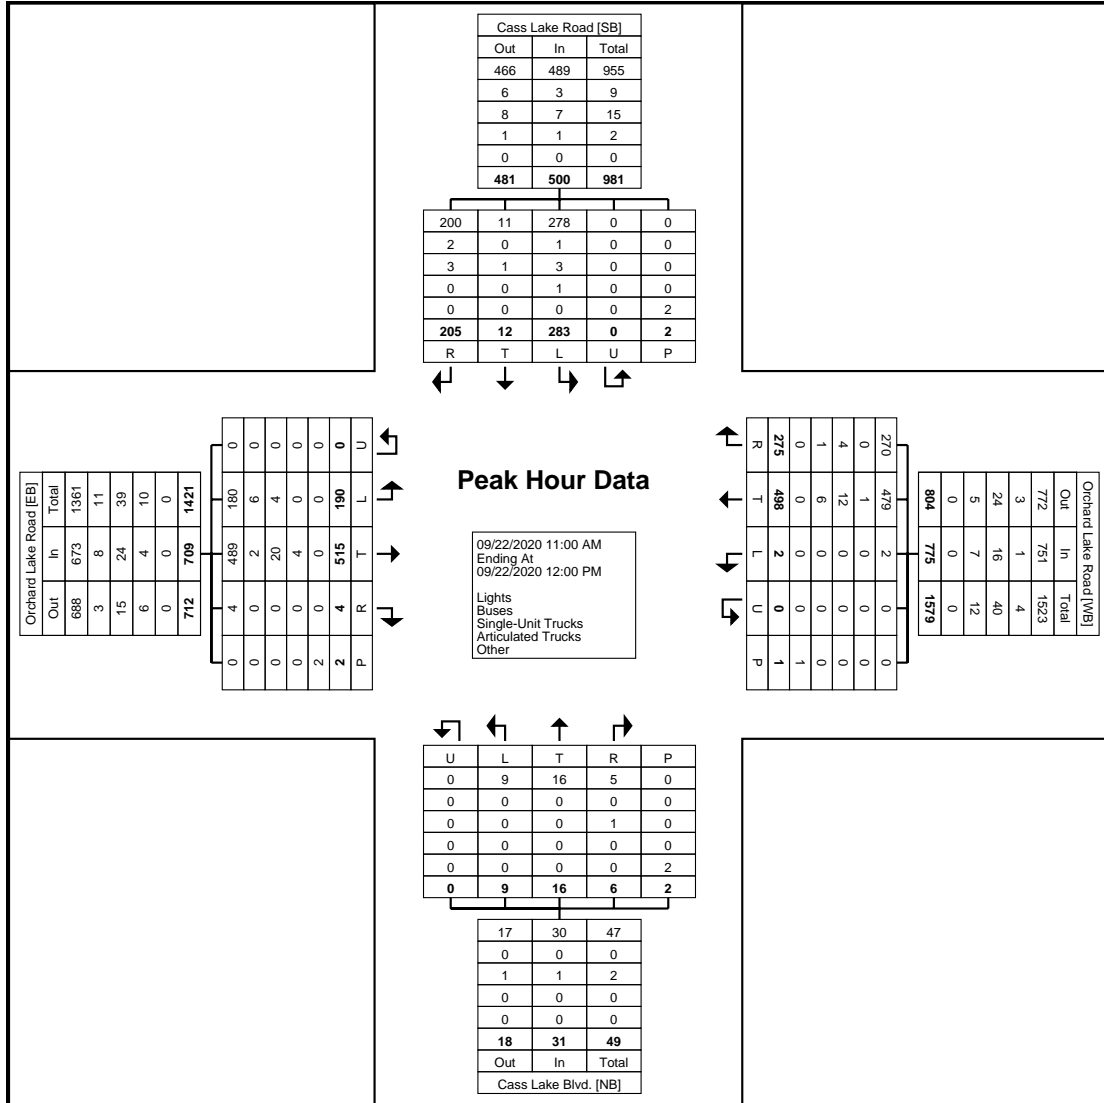 Cass Lake Road [SB]
Out In Total
466 489 955
6 3 9
8 7 15
1 1 2
0 0 0
481 500 981
200 11 278 0 0
2 0 1 0 0
3 1 3 0 0
0 0 1 0 0
0 0 0 0 2
205 12 283 0 2
R T L U P
Orchard Lake Road [EB]
Total In Out
1361 673 688
11 8 3
39 24 15
10 4 6
0 0 0
1421 709 712
0 180 489 4 0
0 6 2 0 0
0 4 20 0 0
0 0 4 0 0
0 0 0 0 2
0 190 515 4 2
U L T R P
Peak Hour Data
09/22/2020 11:00 AM
Ending At
09/22/2020 12:00 PM
Lights
Buses
Single-Unit Trucks
Articulated Trucks
Other
Orchard Lake Road [WB]
Out In Total
772 751 1523
3 1 4
24 16 40
5 7 12
0 0 0
804 775 1579
270 479 2 0 0
0 1 0 0 0
4 12 0 0 0
1 6 0 0 0
0 0 0 0 1
275 498 2 0 1
R T L U P
U L T R P
0 9 16 5 0
0 0 0 0 0
0 0 0 1 0
0 0 0 0 0
0 0 0 0 2
0 9 16 6 2
17 30 47
0 0 0
1 1 2
0 0 0
0 0 0
18 31 49
Out In Total
Cass Lake Blvd. [NB]